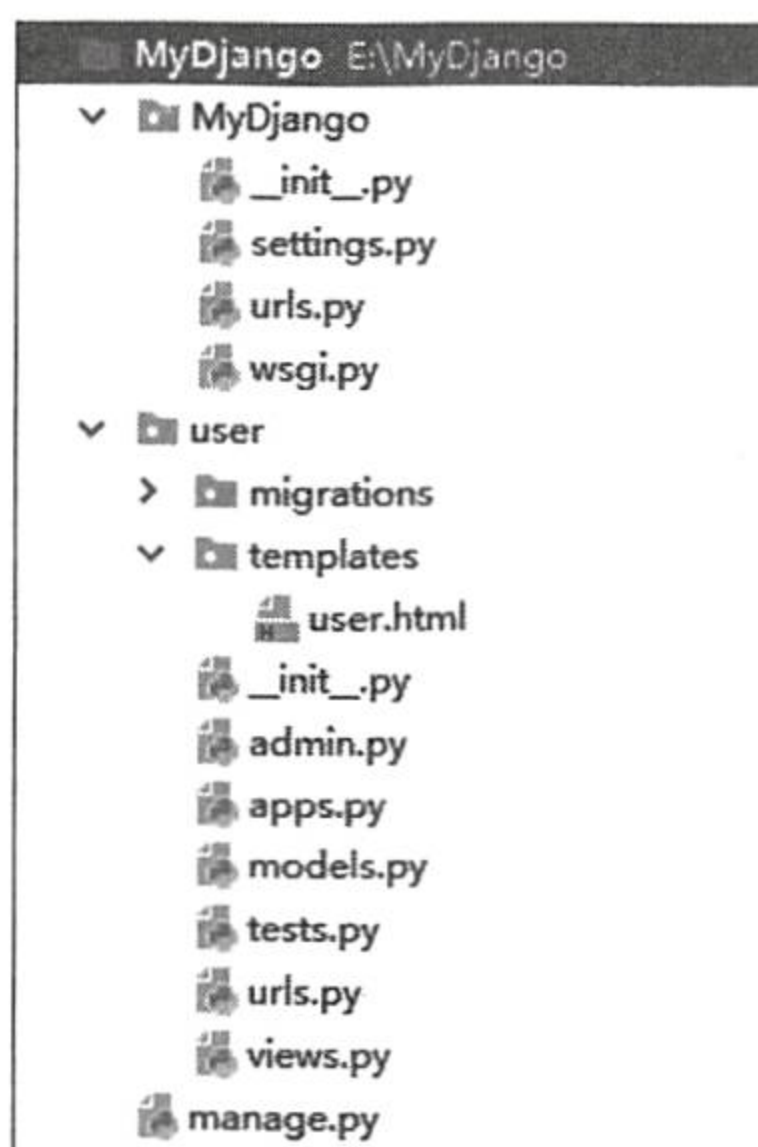 MyDjango E:\MyDjango
MyDjango
__init__.py
settings.py
urls.py
wsgi.py
user
migrations
templates
user.html
__init__.py
admin.py
apps.py
models.py
tests.py
urls.py
views.py
manage.py